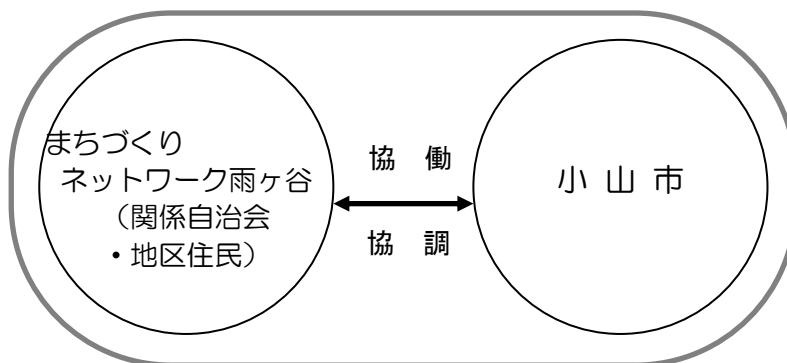 まちづくり
ネットワーク雨ヶ谷
（関係自治会
・地区住民）
協 働
協 調
小 山 市